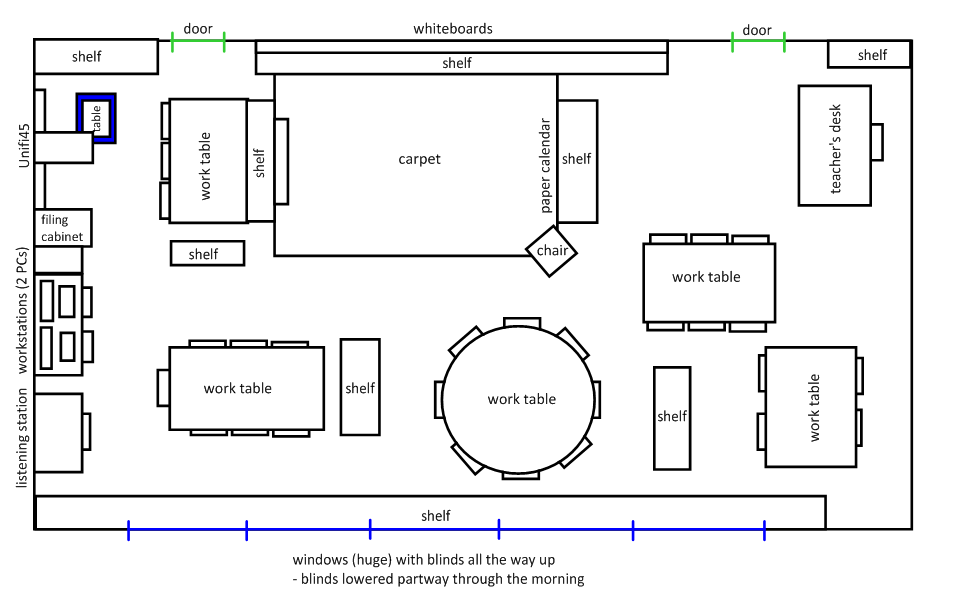 door
whiteboards
door
shelf
shelf
shelf
table
Unifi45
work table
shelf
carpet
paper calendar
shelf
teacher's desk
filing
cabinet
shelf
chair
work table
workstations (2 PCs)
work table
shelf
work table
shelf
work table
listening station
shelf
windows (huge) with blinds all the way up
- blinds lowered partway through the morning